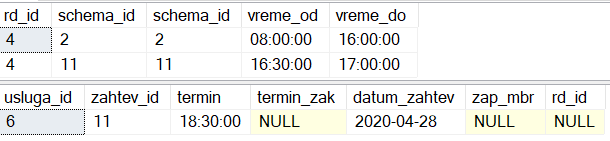 rd_id schema_id schema_id vreme_od vreme_do
4 2 2 08:00:00 16:00:00
4 11 11 16:30:00 17:00:00
usluga_id zahtev_id termin termin_zak datum_zahtev zap_mbr rd_id
6 11 18:30:00 NULL 2020-04-28 NULL NULL